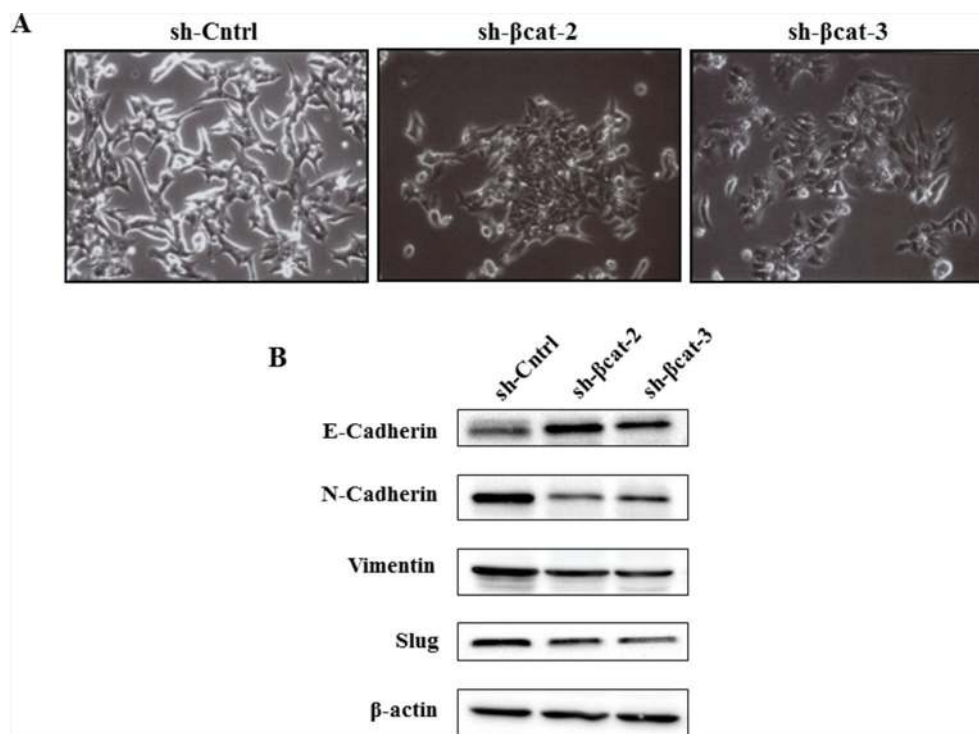 A
sh-Cntrl sh-βcat-2 sh-βcat-3
B
sh-Cntrl sh-βcat-2 sh-βcat-3
E-Cadherin
N-Cadherin
Vimentin
Slug
β-actin